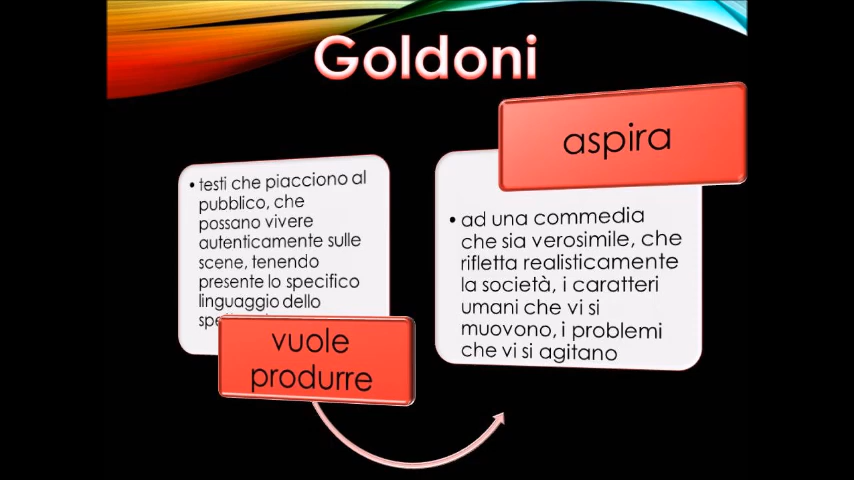 Goldoni
• testi che piacciono al
pubblico, che
possano vivere
autenticamente sulle
scene, tenendo
presente lo specifico
linguaggio dello
vuole
produrre
aspira
• ad una commedia
che sia verosimile, che
rifletta realisticamente
la società, i caratteri
umani che vi si
muovono, i problemi
che vi si agitano